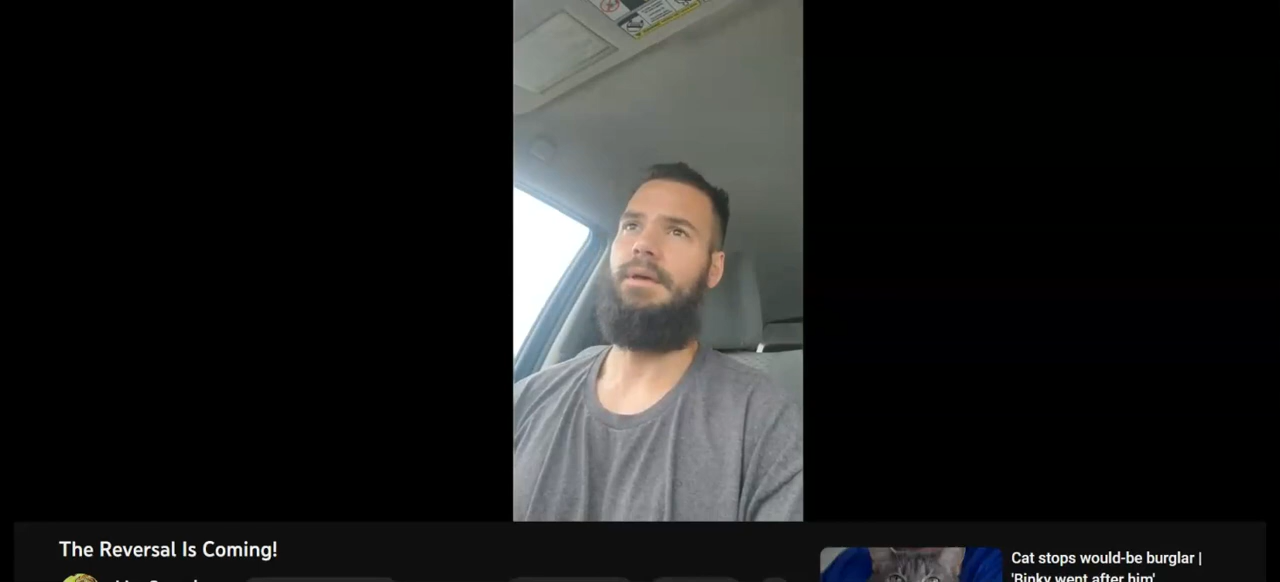 The Reversal Is Coming!
Cat stops would-be burglar |
'Binky went after him'